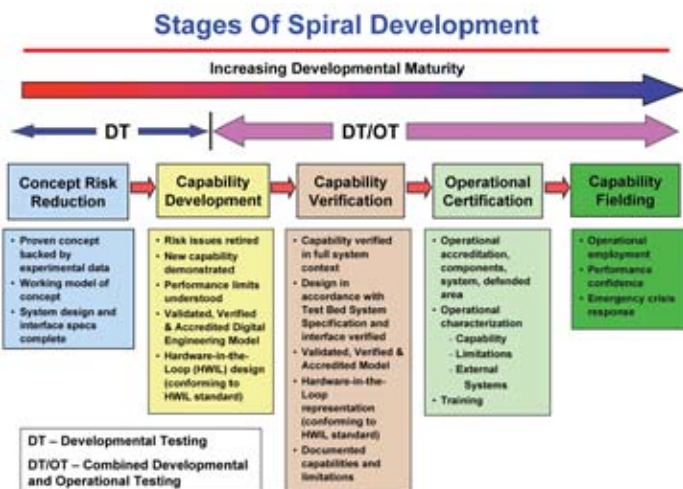 Stages Of Spiral Development
Increasing Developmental Maturity
DT
DT/OT
Concept Risk
Reduction
Capability
Development
Capability
Verification
Operational
Certification
Capability
Fielding
• Proven concept
backed by
experimental data
• Working model of
concept
• System design and
interface specs
complete
• Risk issues retired
• New capability
demonstrated
• Performance limits
understood
• Validated, Verified
& Accredited Digital
Engineering Model
• Hardware-in-the-
Loop (HWIL) design
(conforming to
HWIL standard)
• Capability verified
in full system
context
• Design in
accordance with
Test Bed System
Specification and
interface verified
• Validated, Verified &
Accredited Model
• Hardware-in-the-
Loop
representation
(conforming to
HWIL standard)
• Documented
capabilities and
limitations
• Operational
accreditation,
components,
system, defended
area
• Operational
characterization
- Capability
- Limitations
- External
Systems
• Training
• Operational
employment
• Performance
confidence
• Emergency crisis
response
DT – Developmental Testing
DT/OT – Combined Developmental
and Operational Testing